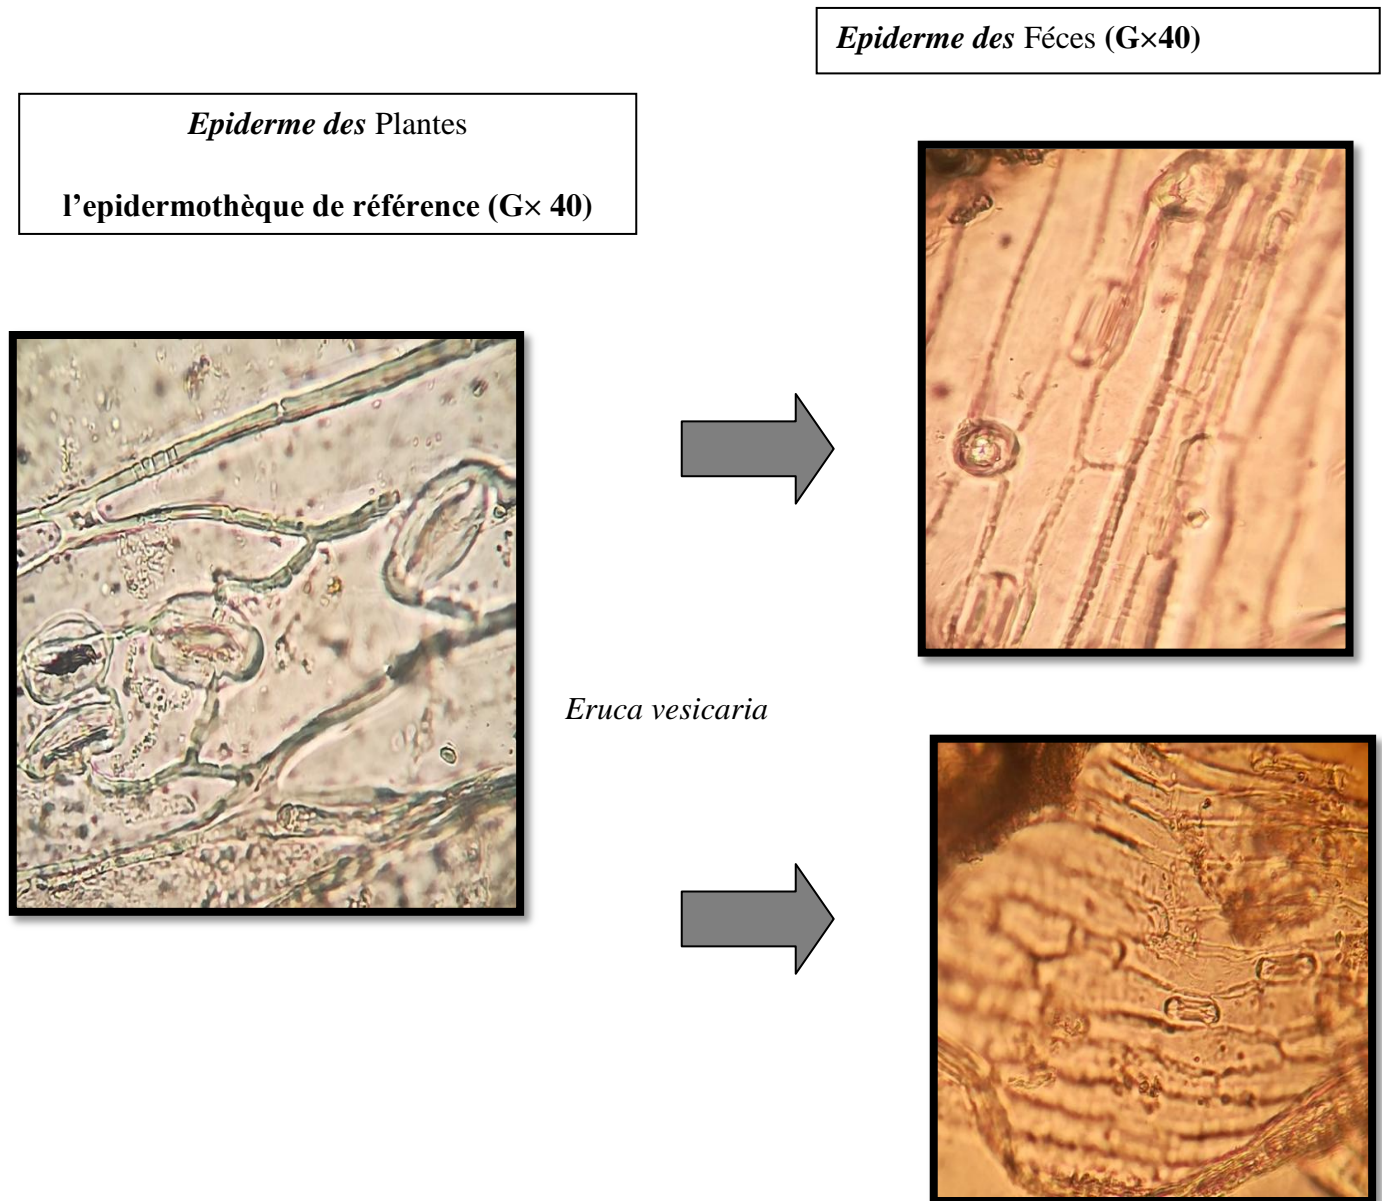 Epiderme des Féces (G×40)
Epiderme des Plantes
l’epidermothèque de référence (G× 40)
Eruca vesicaria